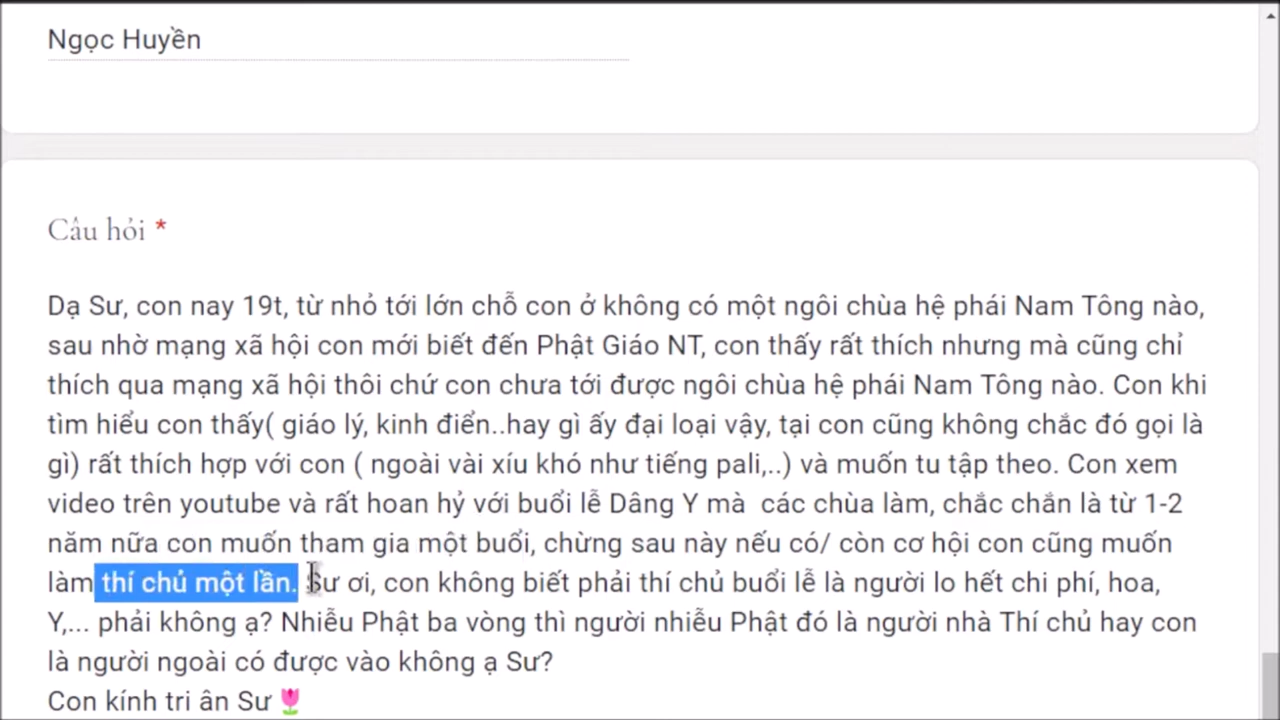 Ngọc Huyền
Câu hỏi *
Dạ Sư, con nay 19t, từ nhỏ tới lớn chỗ con ở không có một ngôi chùa hệ phái Nam Tông nào,
sau nhờ mạng xã hội con mới biết đến Phật Giáo NT, con thấy rất thích nhưng mà cũng chỉ
thích qua mạng xã hội thôi chứ con chưa tới được ngôi chùa hệ phái Nam Tông nào. Con khi
tìm hiểu con thấy( giáo lý, kinh điển..hay gì ấy đại loại vậy, tại con cũng không chắc đó gọi là
gì) rất thích hợp với con ( ngoài vài xíu khó như tiếng pali,..) và muốn tu tập theo. Con xem
video trên youtube và rất hoan hỷ với buổi lễ Dâng Y mà  các chùa làm, chắc chắn là từ 1-2
năm nữa con muốn tham gia một buổi, chừng sau này nếu có/ còn cơ hội con cũng muốn
làm thí chủ một lần. Sư ơi, con không biết phải thí chủ buổi lễ là người lo hết chi phí, hoa,
Y,... phải không ạ? Nhiễu Phật ba vòng thì người nhiễu Phật đó là người nhà Thí chủ hay con
là người ngoài có được vào không ạ Sư?
Con kính tri ân Sư 🌷